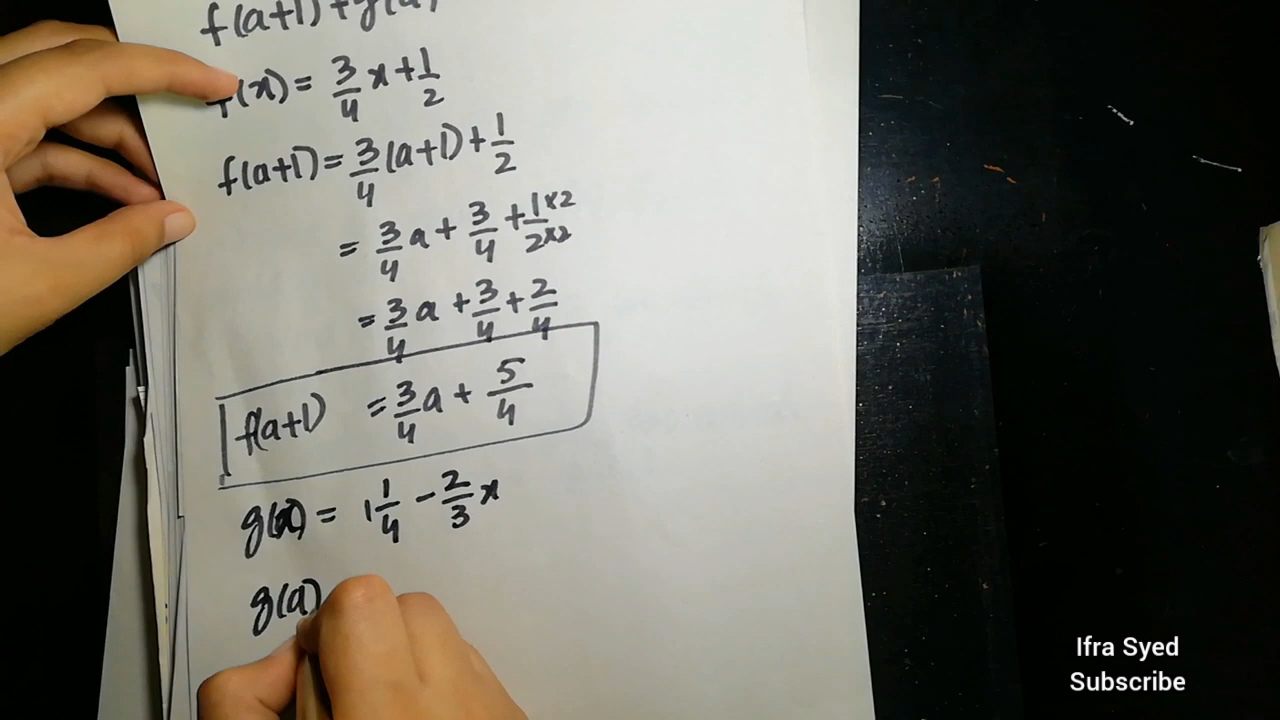 f(a+1)+g(a)
f(x) = 3/4 x + 1/2
f(a+1) = 3/4 (a+1) + 1/2
= 3/4 a + 3/4 + 1×2/2×2
= 3/4 a + 3/4 + 2/4
f(a+1) = 3/4 a + 5/4
g(x) = 1 1/4 - 2/3 x
g(a)
Ifra Syed
Subscribe